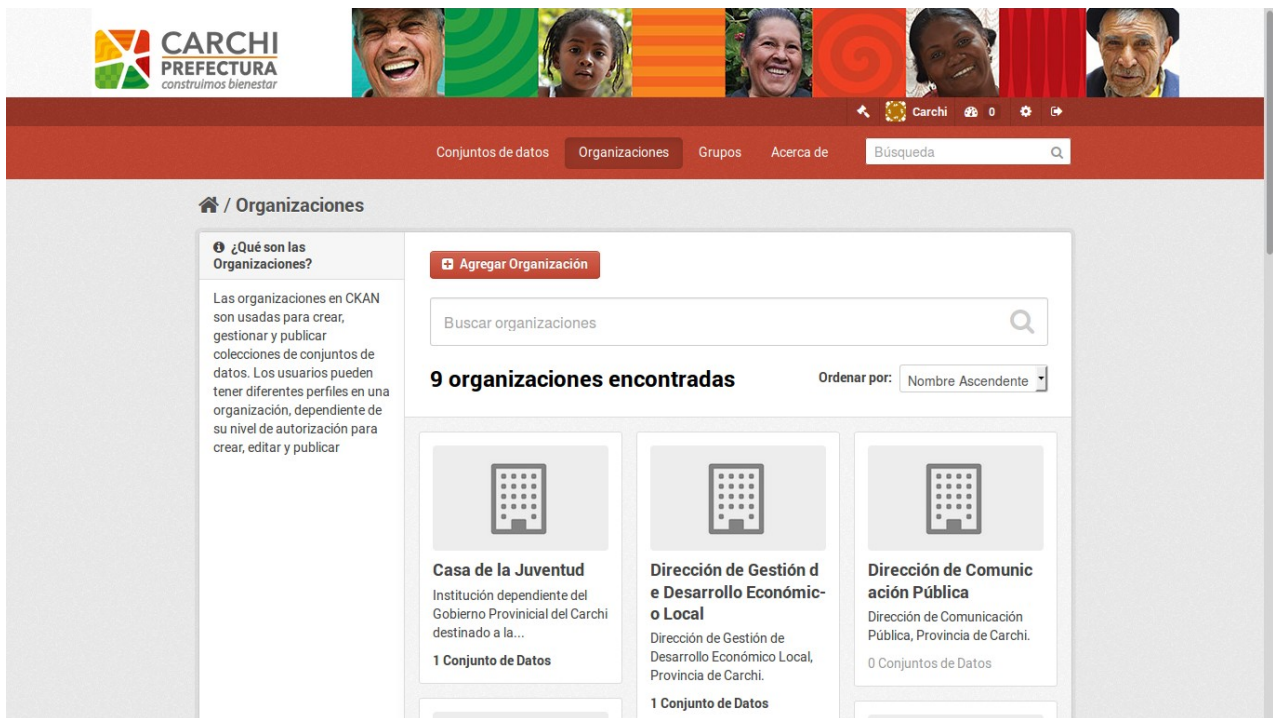 CARCHI
PREFECTURA
construimos bienestar
Carchi 0
Conjuntos de datos Organizaciones Grupos Acerca de Búsqueda
/ Organizaciones
¿Qué son las
Organizaciones?
Las organizaciones en CKAN
son usadas para crear,
gestionar y publicar
colecciones de conjuntos de
datos. Los usuarios pueden
tener diferentes perfiles en una
organización, dependiente de
su nivel de autorización para
crear, editar y publicar
Agregar Organización
Buscar organizaciones
9 organizaciones encontradas
Ordenar por: Nombre Ascendente
Casa de la Juventud
Institución dependiente del
Gobierno Provinicial del Carchi
destinado a la...
1 Conjunto de Datos
Dirección de Gestión d
e Desarrollo Económic-
o Local
Dirección de Gestión de
Desarrollo Económico Local,
Provincia de Carchi.
1 Conjunto de Datos
Dirección de Comunic
ación Pública
Dirección de Comunicación
Pública, Provincia de Carchi.
0 Conjuntos de Datos